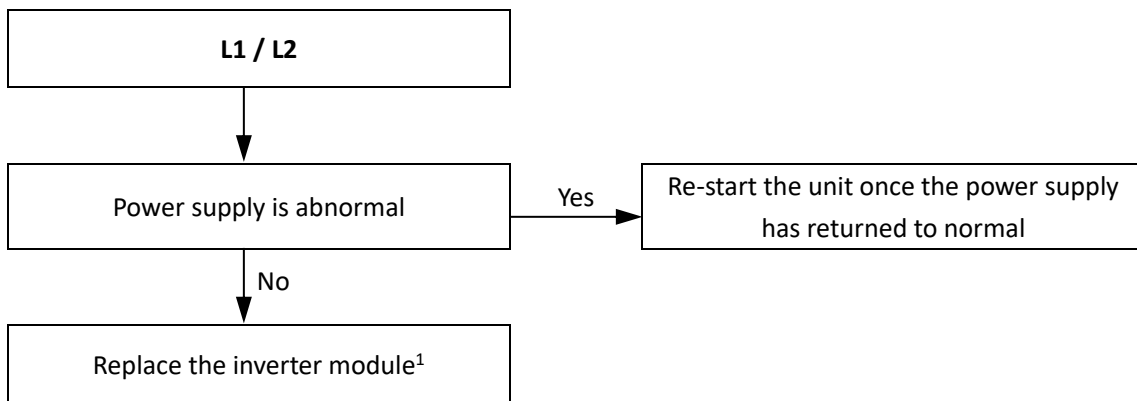 L1 / L2
Power supply is abnormal
Yes
Re-start the unit once the power supply
has returned to normal
No
Replace the inverter module¹